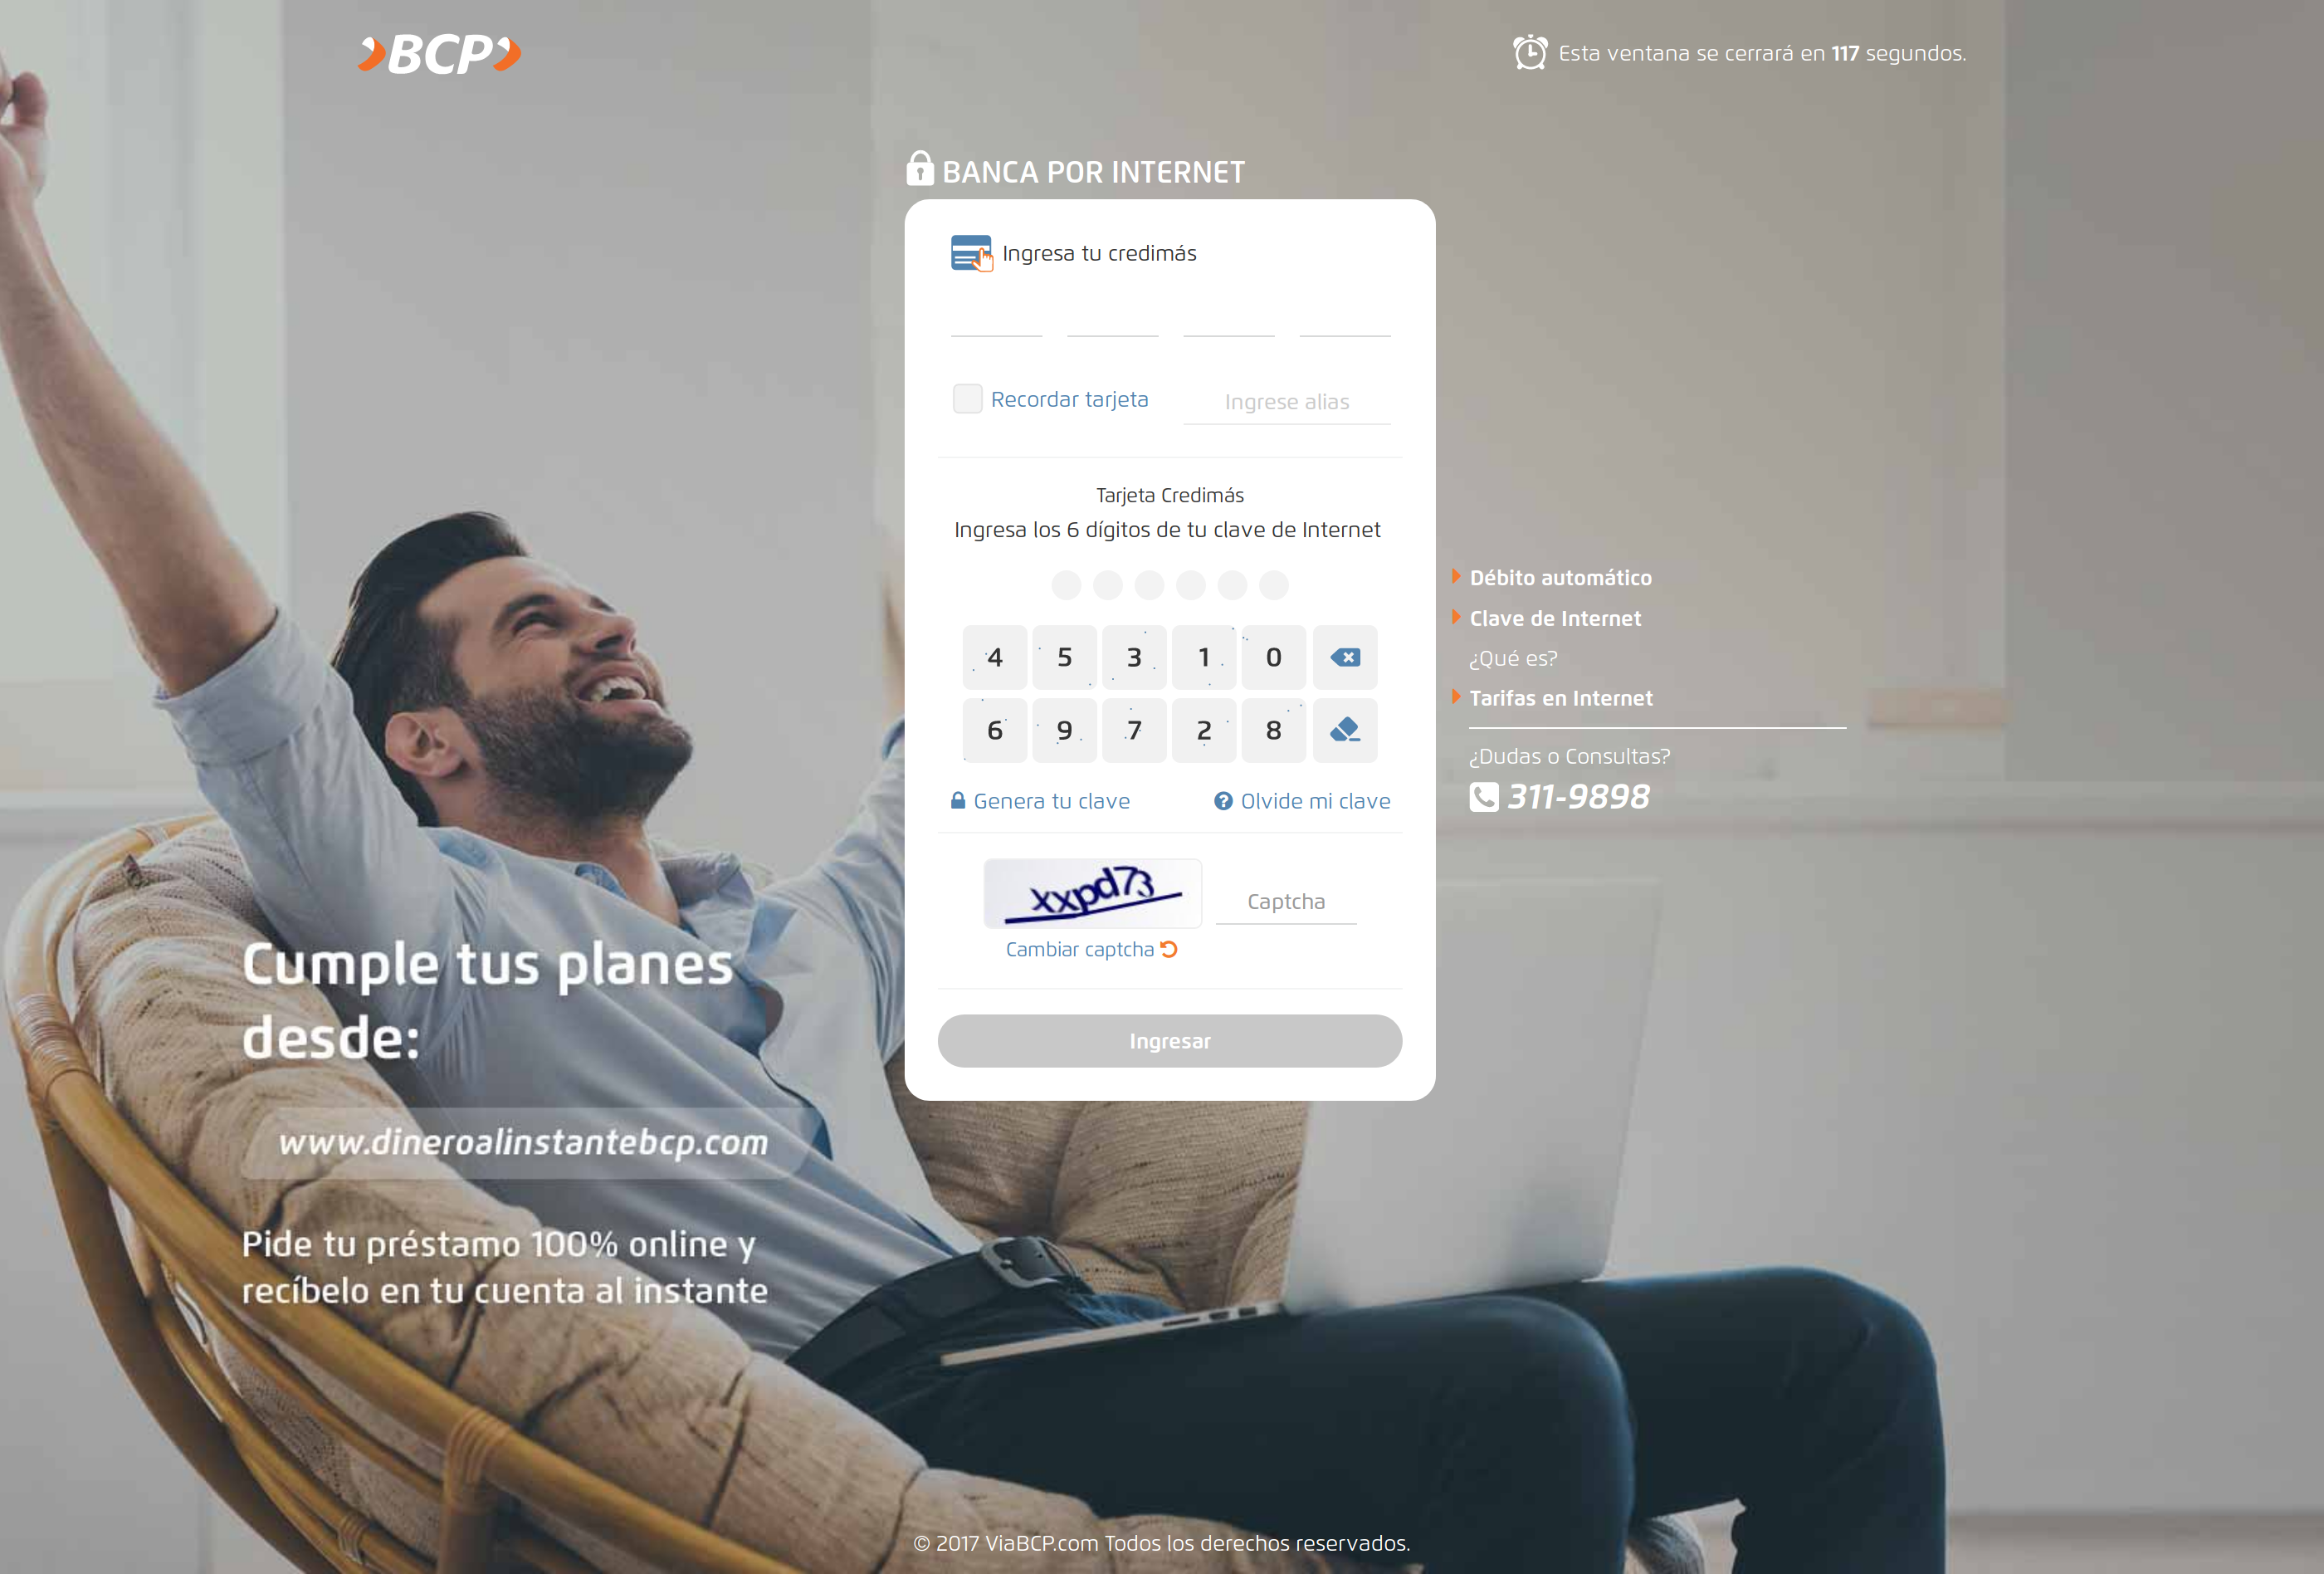 BCP
Esta ventana se cerrará en 117 segundos.
BANCA POR INTERNET
Ingresa tu credimás
Recordar tarjeta
Ingrese alias
Tarjeta Credimás
Ingresa los 6 dígitos de tu clave de Internet
4 5 3 1 0
6 9 7 2 8
Genera tu clave
Olvide mi clave
xxpd73
Captcha
Cambiar captcha
Ingresar
Débito automático
Clave de Internet
¿Qué es?
Tarifas en Internet
¿Dudas o Consultas?
311-9898
Cumple tus planes
desde:
www.dineroalinstantebcp.com
Pide tu préstamo 100% online y
recíbelo en tu cuenta al instante
© 2017 ViaBCP.com Todos los derechos reservados.